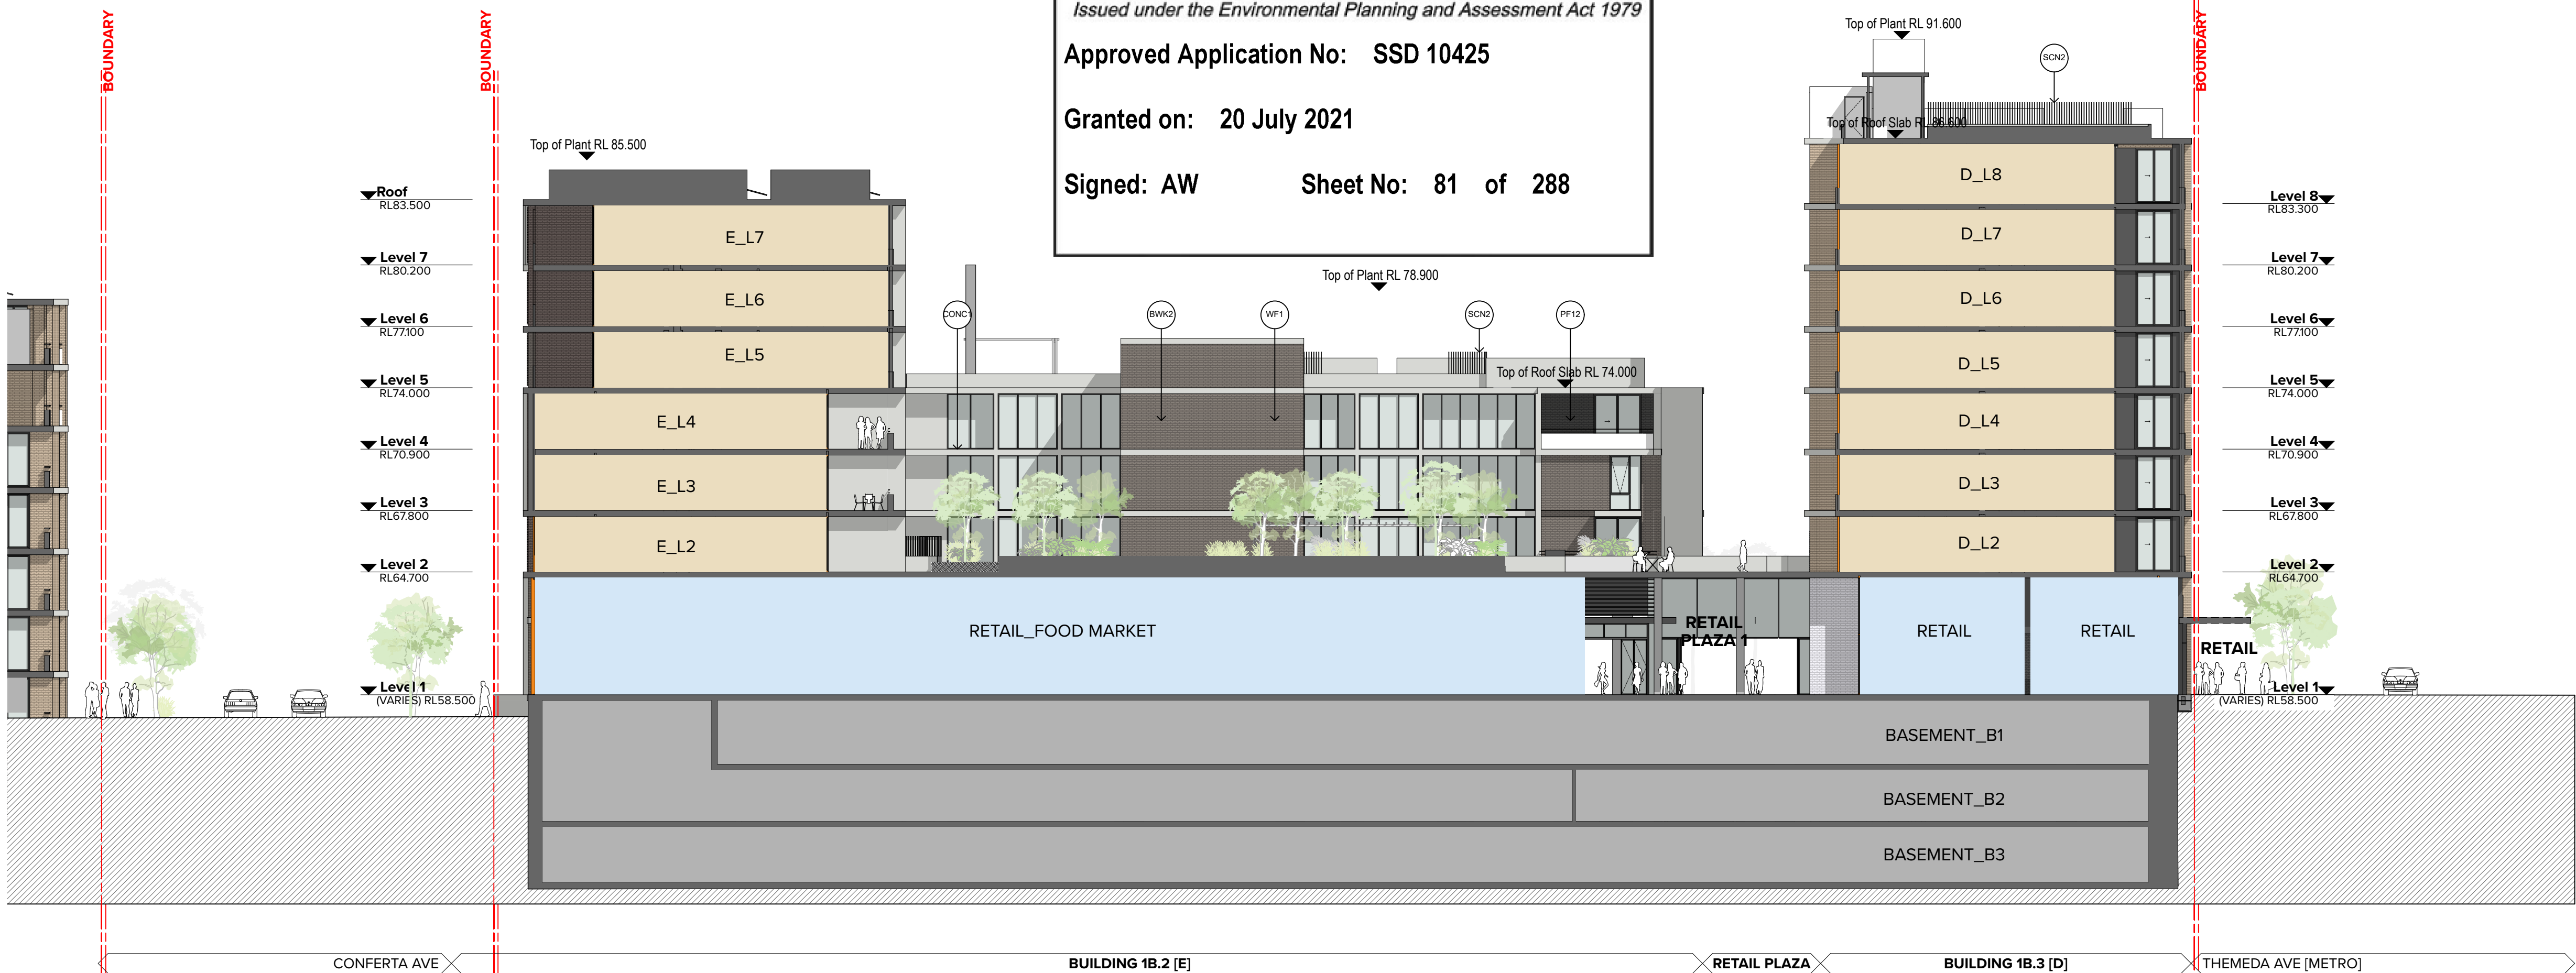 Issued under the Environmental Planning and Assessment Act 1979
Approved Application No: SSD 10425
Granted on: 20 July 2021
Signed: AW Sheet No: 81 of 288
BOUNDARY
BOUNDARY
BOUNDARY
Top of Plant RL 91.600
SCN2
Top of Roof Slab RL 86.600
Top of Plant RL 85.500
Top of Plant RL 78.900
Top of Roof Slab RL 74.000
Roof
RL83.500
Level 7
RL80.200
Level 6
RL77.100
Level 5
RL74.000
Level 4
RL70.900
Level 3
RL67.800
Level 2
RL64.700
Level 1
(VARIES) RL58.500
E_L7
E_L6
E_L5
E_L4
E_L3
E_L2
CONC1
BWK2
WF1
SCN2
PF12
D_L8
D_L7
D_L6
D_L5
D_L4
D_L3
D_L2
Level 8
RL83.300
Level 7
RL80.200
Level 6
RL77.100
Level 5
RL74.000
Level 4
RL70.900
Level 3
RL67.800
Level 2
RL64.700
Level 1
(VARIES) RL58.500
RETAIL_FOOD MARKET
RETAIL
PLAZA 1
RETAIL
RETAIL
RETAIL
BASEMENT_B1
BASEMENT_B2
BASEMENT_B3
CONFERTA AVE
BUILDING 1B.2 [E]
RETAIL PLAZA
BUILDING 1B.3 [D]
THEMEDA AVE [METRO]